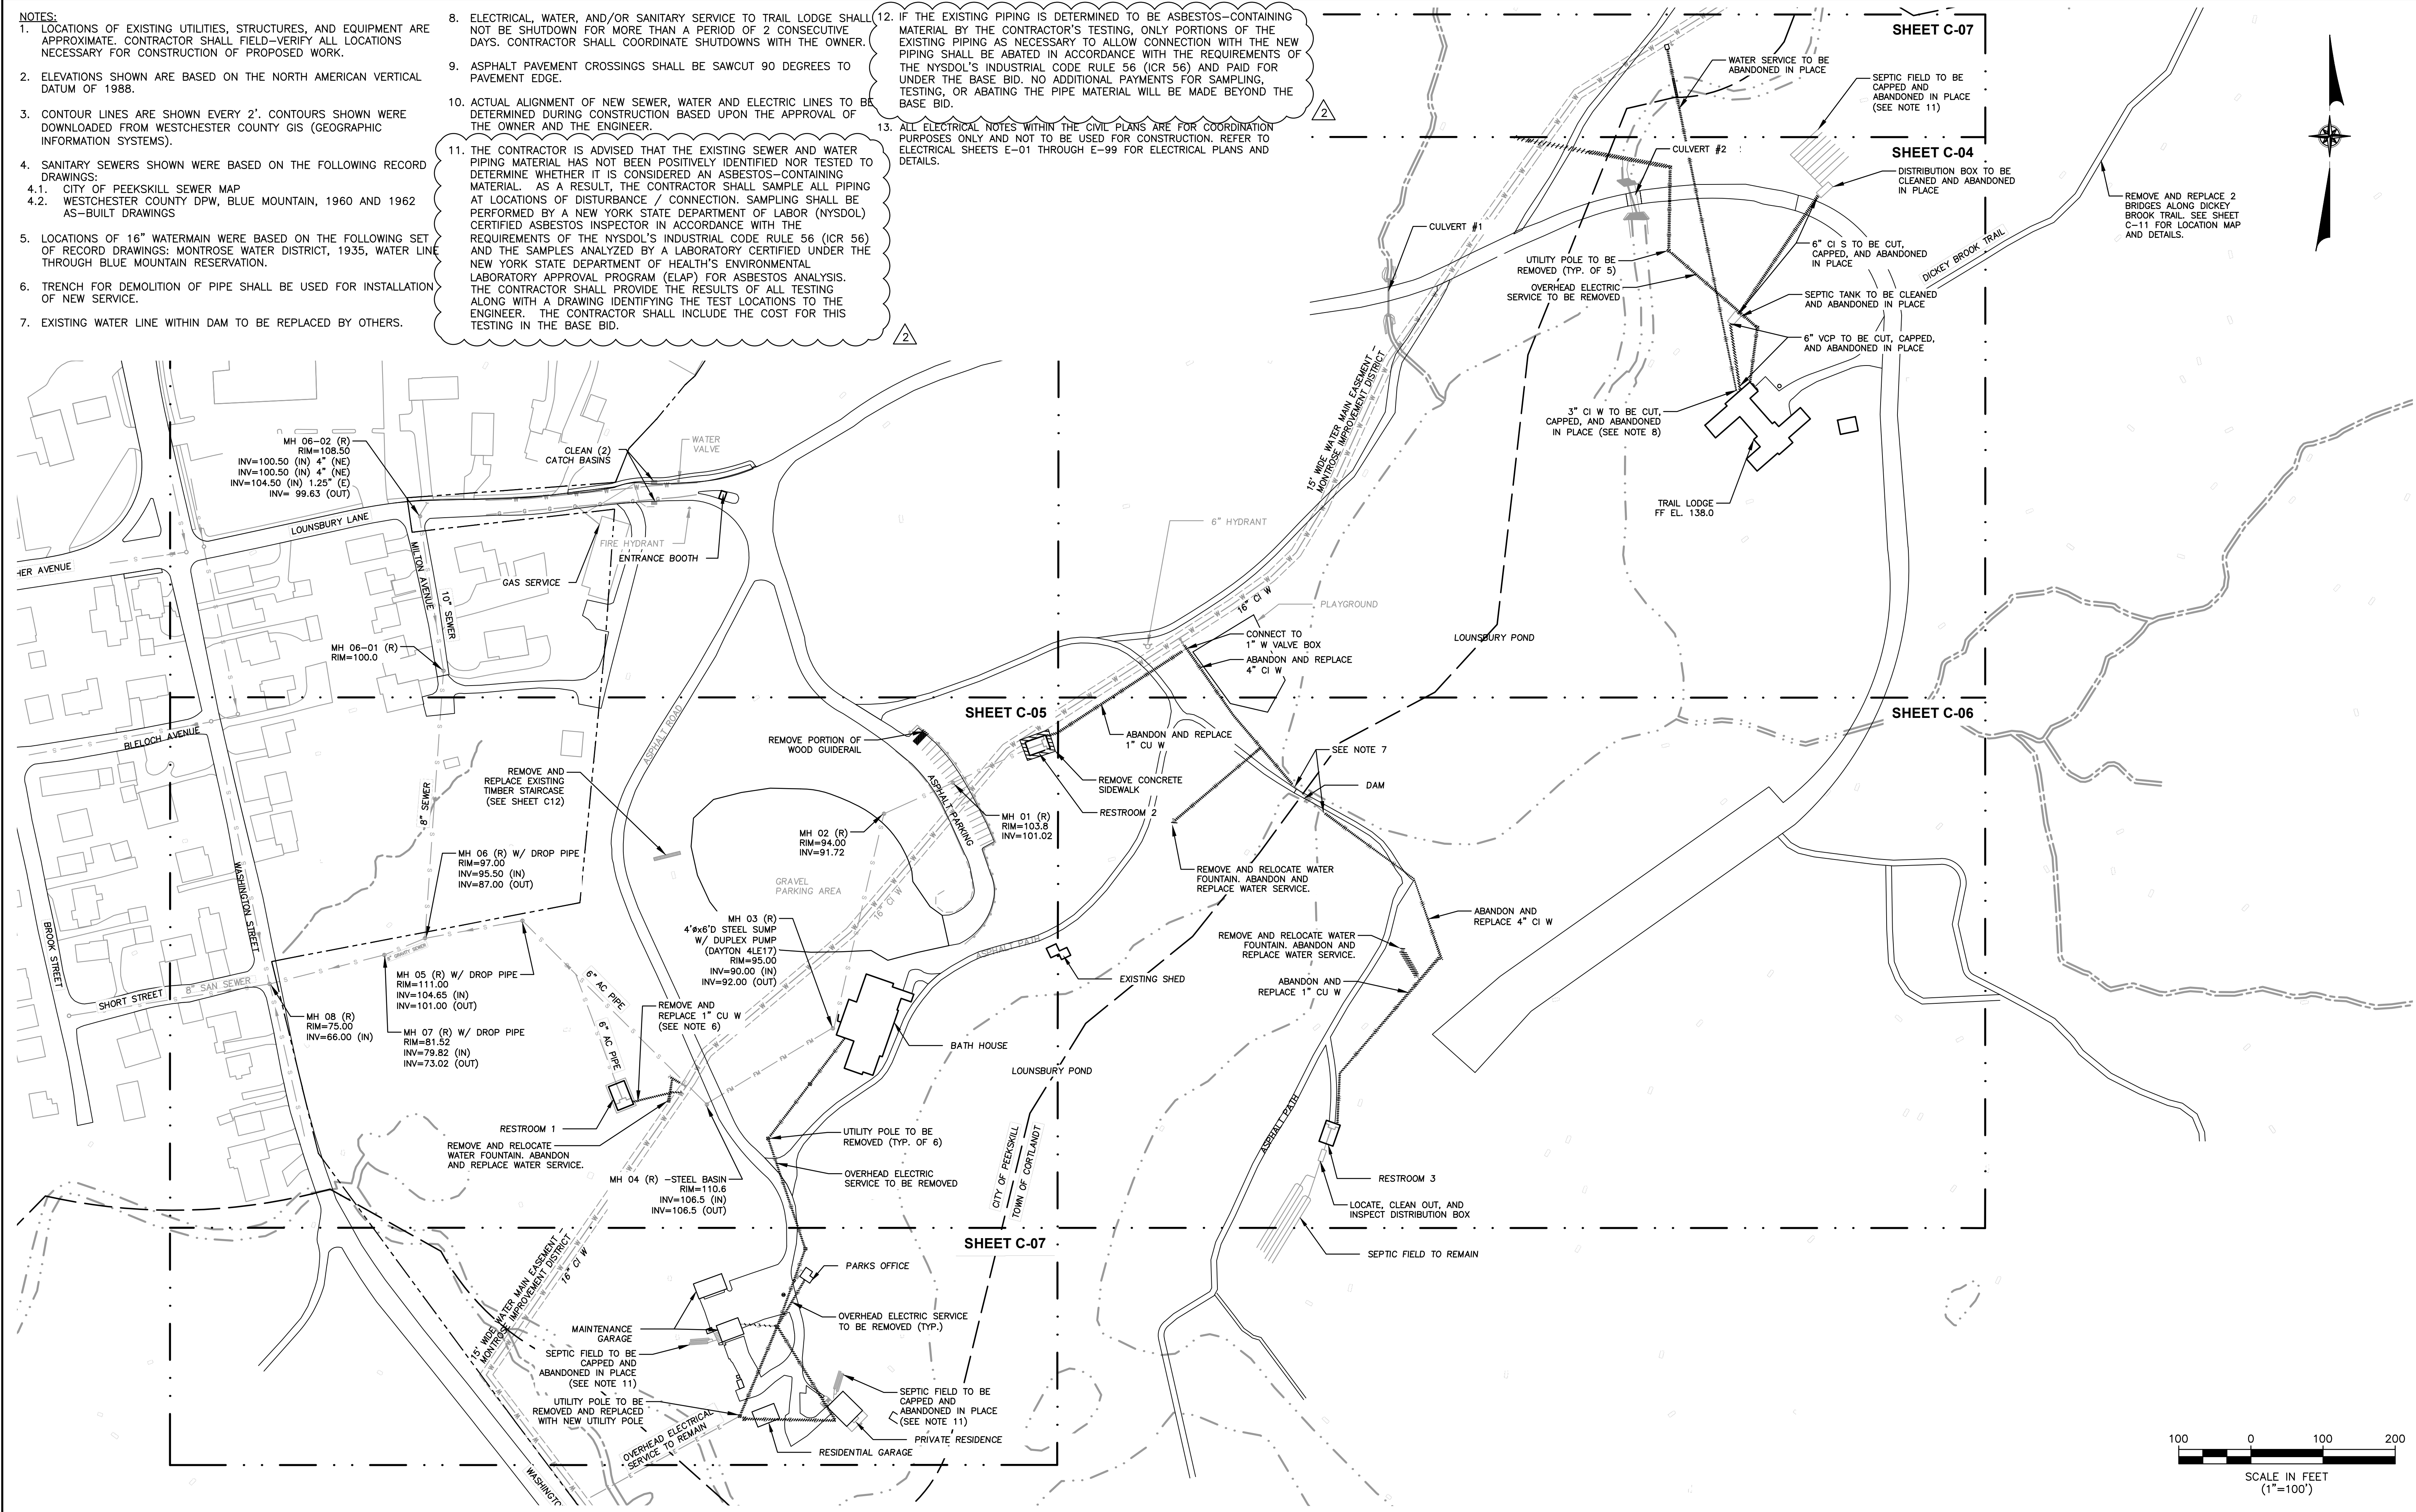 NOTES:
1. LOCATIONS OF EXISTING UTILITIES, STRUCTURES, AND EQUIPMENT ARE
APPROXIMATE. CONTRACTOR SHALL FIELD-VERIFY ALL LOCATIONS
NECESSARY FOR CONSTRUCTION OF PROPOSED WORK.
2. ELEVATIONS SHOWN ARE BASED ON THE NORTH AMERICAN VERTICAL
DATUM OF 1988.
3. CONTOUR LINES ARE SHOWN EVERY 2'. CONTOURS SHOWN WERE
DOWNLOADED FROM WESTCHESTER COUNTY GIS (GEOGRAPHIC
INFORMATION SYSTEMS).
4. SANITARY SEWERS SHOWN WERE BASED ON THE FOLLOWING RECORD
DRAWINGS:
4.1. CITY OF PEEKSKILL SEWER MAP
4.2. WESTCHESTER COUNTY DPW, BLUE MOUNTAIN, 1960 AND 1962
AS-BUILT DRAWINGS
5. LOCATIONS OF 16" WATERMAIN WERE BASED ON THE FOLLOWING SET
OF RECORD DRAWINGS: MONTROSE WATER DISTRICT, 1935, WATER LINE
THROUGH BLUE MOUNTAIN RESERVATION.
6. TRENCH FOR DEMOLITION OF PIPE SHALL BE USED FOR INSTALLATION
OF NEW SERVICE.
7. EXISTING WATER LINE WITHIN DAM TO BE REPLACED BY OTHERS.
8. ELECTRICAL, WATER, AND/OR SANITARY SERVICE TO TRAIL LODGE SHALL
NOT BE SHUTDOWN FOR MORE THAN A PERIOD OF 2 CONSECUTIVE
DAYS. CONTRACTOR SHALL COORDINATE SHUTDOWNS WITH THE OWNER.
9. ASPHALT PAVEMENT CROSSINGS SHALL BE SAWCUT 90 DEGREES TO
PAVEMENT EDGE.
10. ACTUAL ALIGNMENT OF NEW SEWER, WATER AND ELECTRIC LINES TO BE
DETERMINED DURING CONSTRUCTION BASED UPON THE APPROVAL OF
THE OWNER AND THE ENGINEER.
11. THE CONTRACTOR IS ADVISED THAT THE EXISTING SEWER AND WATER
PIPING MATERIAL HAS NOT BEEN POSITIVELY IDENTIFIED NOR TESTED TO
DETERMINE WHETHER IT IS CONSIDERED AN ASBESTOS-CONTAINING
MATERIAL. AS A RESULT, THE CONTRACTOR SHALL SAMPLE ALL PIPING
AT LOCATIONS OF DISTURBANCE / CONNECTION. SAMPLING SHALL BE
PERFORMED BY A NEW YORK STATE DEPARTMENT OF LABOR (NYSDOL)
CERTIFIED ASBESTOS INSPECTOR IN ACCORDANCE WITH THE
REQUIREMENTS OF THE NYSDOL'S INDUSTRIAL CODE RULE 56 (ICR 56)
AND THE SAMPLES ANALYZED BY A LABORATORY CERTIFIED UNDER THE
NEW YORK STATE DEPARTMENT OF HEALTH'S ENVIRONMENTAL
LABORATORY APPROVAL PROGRAM (ELAP) FOR ASBESTOS ANALYSIS.
THE CONTRACTOR SHALL PROVIDE THE RESULTS OF ALL TESTING
ALONG WITH A DRAWING IDENTIFYING THE TEST LOCATIONS TO THE
ENGINEER. THE CONTRACTOR SHALL INCLUDE THE COST FOR THIS
TESTING IN THE BASE BID.
2
12. IF THE EXISTING PIPING IS DETERMINED TO BE ASBESTOS-CONTAINING
MATERIAL BY THE CONTRACTOR'S TESTING, ONLY PORTIONS OF THE
EXISTING PIPING AS NECESSARY TO ALLOW CONNECTION WITH THE NEW
PIPING SHALL BE ABATED IN ACCORDANCE WITH THE REQUIREMENTS OF
THE NYSDOL'S INDUSTRIAL CODE RULE 56 (ICR 56) AND PAID FOR
UNDER THE BASE BID. NO ADDITIONAL PAYMENTS FOR SAMPLING,
TESTING, OR ABATING THE PIPE MATERIAL WILL BE MADE BEYOND THE
BASE BID.
2
13. ALL ELECTRICAL NOTES WITHIN THE CIVIL PLANS ARE FOR COORDINATION
PURPOSES ONLY AND NOT TO BE USED FOR CONSTRUCTION. REFER TO
ELECTRICAL SHEETS E-01 THROUGH E-99 FOR ELECTRICAL PLANS AND
DETAILS.
SHEET C-07
WATER SERVICE TO BE
ABANDONED IN PLACE
SEPTIC FIELD TO BE
CAPPED AND
ABANDONED IN PLACE
(SEE NOTE 11)
CULVERT #2
SHEET C-04
DISTRIBUTION BOX TO BE
CLEANED AND ABANDONED
IN PLACE
REMOVE AND REPLACE 2
BRIDGES ALONG DICKEY
BROOK TRAIL. SEE SHEET
C-11 FOR LOCATION MAP
AND DETAILS.
CULVERT #1
6" CI S TO BE CUT,
CAPPED, AND ABANDONED
IN PLACE
DICKEY BROOK TRAIL
UTILITY POLE TO BE
REMOVED (TYP. OF 5)
OVERHEAD ELECTRIC
SERVICE TO BE REMOVED
SEPTIC TANK TO BE CLEANED
AND ABANDONED IN PLACE
6" VCP TO BE CUT, CAPPED,
AND ABANDONED IN PLACE
15' WIDE WATER MAIN EASEMENT -
MONTROSE IMPROVEMENT DISTRICT
3" CI W TO BE CUT,
CAPPED, AND ABANDONED
IN PLACE (SEE NOTE 8)
TRAIL LODGE
FF EL. 138.0
MH 06-02 (R)
RIM=108.50
INV=100.50 (IN) 4" (NE)
INV=100.50 (IN) 4" (NE)
INV=104.50 (IN) 1.25" (E)
INV= 99.63 (OUT)
CLEAN (2)
CATCH BASINS
WATER
VALVE
LOUNSBURY LANE
FIRE HYDRANT
ENTRANCE BOOTH
6" HYDRANT
HER AVENUE
MILTON AVENUE
GAS SERVICE
10" SEWER
16" CI W
PLAYGROUND
CONNECT TO
1" W VALVE BOX
LOUNSBURY POND
MH 06-01 (R)
RIM=100.0
ABANDON AND REPLACE
4" CI W
SHEET C-05
SHEET C-06
ASPHALT ROAD
BLELOCH AVENUE
REMOVE PORTION OF
WOOD GUIDERAIL
ABANDON AND REPLACE
1" CU W
SEE NOTE 7
REMOVE AND
REPLACE EXISTING
TIMBER STAIRCASE
(SEE SHEET C12)
REMOVE CONCRETE
SIDEWALK
DAM
8" SEWER
ASPHALT PARKING
RESTROOM 2
MH 01 (R)
RIM=103.8
INV=101.02
MH 02 (R)
RIM=94.00
INV=91.72
MH 06 (R) W/ DROP PIPE
RIM=97.00
INV=95.50 (IN)
INV=87.00 (OUT)
WASHINGTON STREET
GRAVEL
PARKING AREA
16" CI W
REMOVE AND RELOCATE WATER
FOUNTAIN. ABANDON AND
REPLACE WATER SERVICE.
MH 03 (R)
4'øx6'D STEEL SUMP
W/ DUPLEX PUMP
(DAYTON 4LE17)
RIM=95.00
INV=90.00 (IN)
INV=92.00 (OUT)
ABANDON AND
REPLACE 4" CI W
BROOK STREET
8" GRAVITY SEWER
ASPHALT PATH
REMOVE AND RELOCATE WATER
FOUNTAIN. ABANDON AND
REPLACE WATER SERVICE.
MH 05 (R) W/ DROP PIPE
RIM=111.00
INV=104.65 (IN)
INV=101.00 (OUT)
6" AC PIPE
EXISTING SHED
ABANDON AND
REPLACE 1" CU W
SHORT STREET
8" SAN SEWER
REMOVE AND
REPLACE 1" CU W
(SEE NOTE 6)
MH 08 (R)
RIM=75.00
INV=66.00 (IN)
MH 07 (R) W/ DROP PIPE
RIM=81.52
INV=79.82 (IN)
INV=73.02 (OUT)
6" AC PIPE
BATH HOUSE
LOUNSBURY POND
RESTROOM 1
UTILITY POLE TO BE
REMOVED (TYP. OF 6)
CITY OF PEEKSKILL
TOWN OF CORTLANDT
ASPHALT PATH
REMOVE AND RELOCATE
WATER FOUNTAIN. ABANDON
AND REPLACE WATER SERVICE.
OVERHEAD ELECTRIC
SERVICE TO BE REMOVED
MH 04 (R) -STEEL BASIN
RIM=110.6
INV=106.5 (IN)
INV=106.5 (OUT)
RESTROOM 3
LOCATE, CLEAN OUT, AND
INSPECT DISTRIBUTION BOX
SHEET C-07
SEPTIC FIELD TO REMAIN
15' WIDE WATER MAIN EASEMENT
MONTROSE IMPROVEMENT DISTRICT
16" CI W
PARKS OFFICE
MAINTENANCE
GARAGE
OVERHEAD ELECTRIC SERVICE
TO BE REMOVED (TYP.)
SEPTIC FIELD TO BE
CAPPED AND
ABANDONED IN PLACE
(SEE NOTE 11)
SEPTIC FIELD TO BE
CAPPED AND
ABANDONED IN PLACE
(SEE NOTE 11)
UTILITY POLE TO BE
REMOVED AND REPLACED
WITH NEW UTILITY POLE
OVERHEAD ELECTRICAL
SERVICE TO REMAIN
PRIVATE RESIDENCE
RESIDENTIAL GARAGE
WASHINGTO
100 0 100 200
SCALE IN FEET
(1"=100')